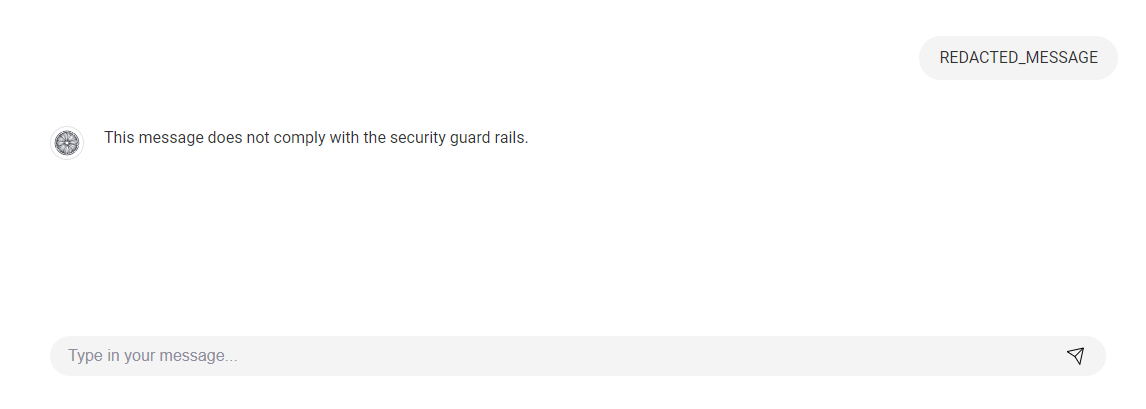 REDACTED_MESSAGE
This message does not comply with the security guard rails.
Type in your message...